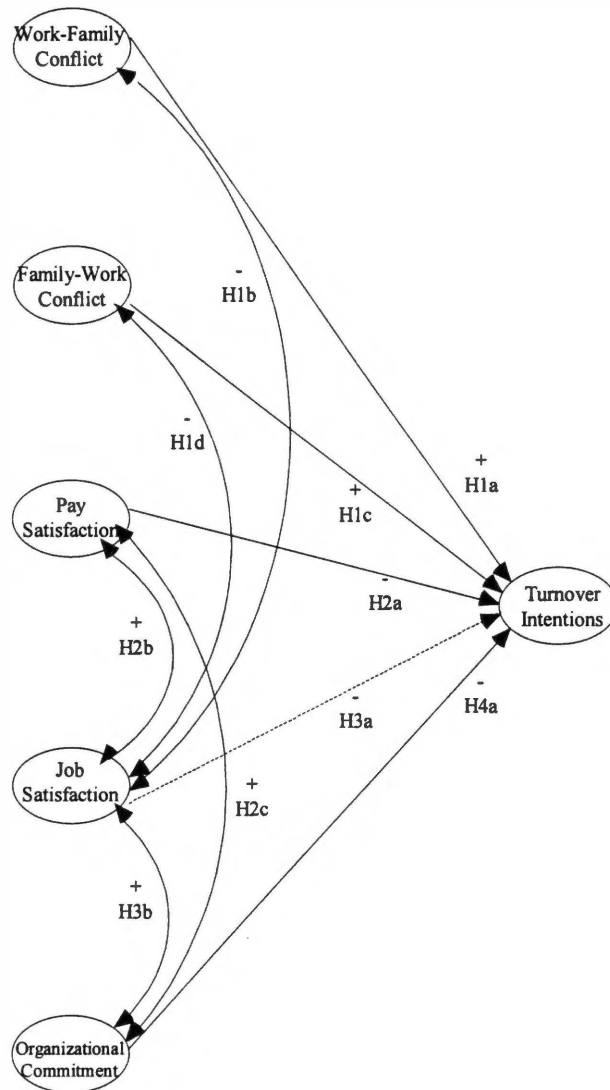 Work-Family
Conflict
-
H1b
Family-Work
Conflict
-
H1d
+
H1a
+
H1c
Pay
Satisfaction
-
H2a
Turnover
Intentions
+
H2b
-
H3a
-
H4a
Job
Satisfaction
+
H2c
+
H3b
Organizational
Commitment